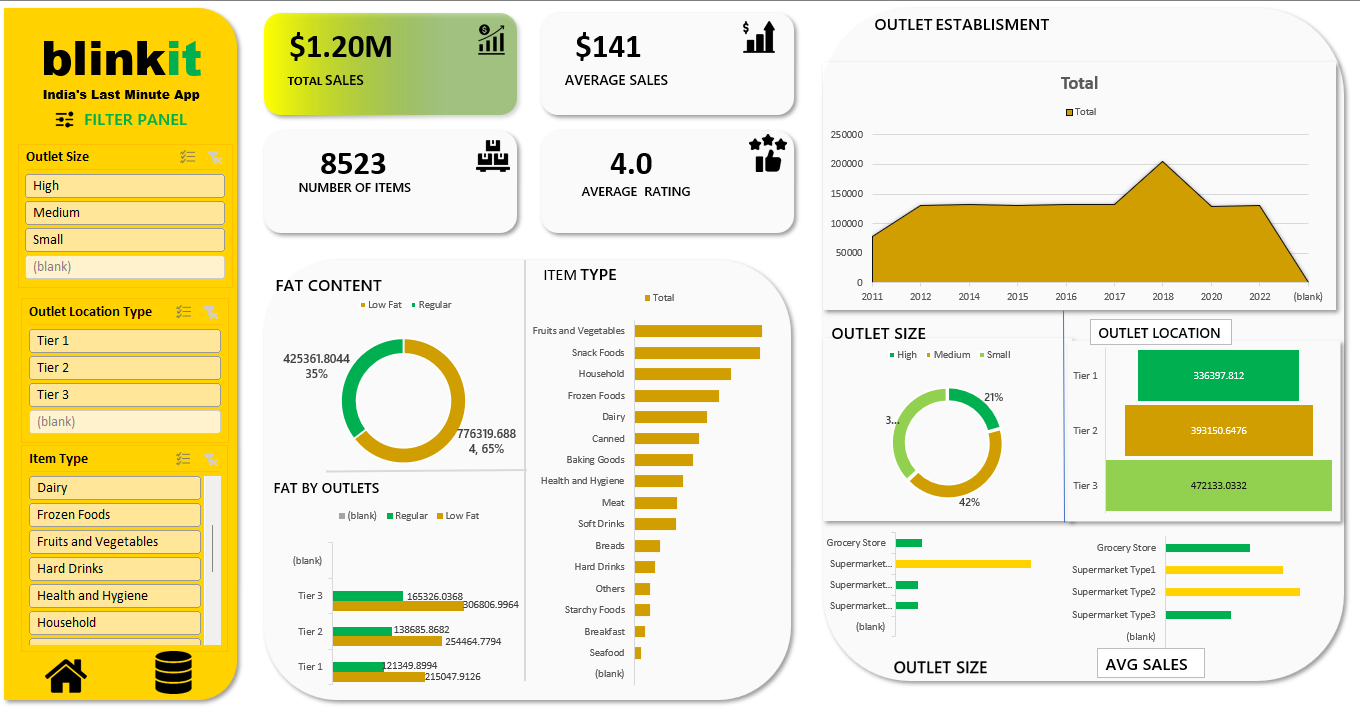 blinkit
India's Last Minute App
FILTER PANEL
Outlet Size
High
Medium
Small
(blank)
Outlet Location Type
Tier 1
Tier 2
Tier 3
(blank)
Item Type
Dairy
Frozen Foods
Fruits and Vegetables
Hard Drinks
Health and Hygiene
Household
$1.20M
TOTAL SALES
$141
AVERAGE SALES
8523
NUMBER OF ITEMS
4.0
AVERAGE RATING
FAT CONTENT
Low Fat Regular
425361.8044
35%
776319.688
4, 65%
FAT BY OUTLETS
(blank) Regular Low Fat
(blank)
Tier 3
165326.0368
306806.9964
Tier 2
138685.8682
254464.7794
Tier 1
121349.8994
215047.9126
ITEM TYPE
Total
Fruits and Vegetables
Snack Foods
Household
Frozen Foods
Dairy
Canned
Baking Goods
Health and Hygiene
Meat
Soft Drinks
Breads
Hard Drinks
Others
Starchy Foods
Breakfast
Seafood
(blank)
OUTLET ESTABLISMENT
Total
Total
250000
200000
150000
100000
50000
0
2011 2012 2014 2015 2016 2017 2018 2020 2022 (blank)
OUTLET SIZE
High Medium Small
21%
3...
42%
OUTLET LOCATION
Tier 1
336397.812
Tier 2
393150.6476
Tier 3
472133.0332
Grocery Store
Supermarket...
Supermarket...
Supermarket...
(blank)
OUTLET SIZE
Grocery Store
Supermarket Type1
Supermarket Type2
Supermarket Type3
(blank)
AVG SALES